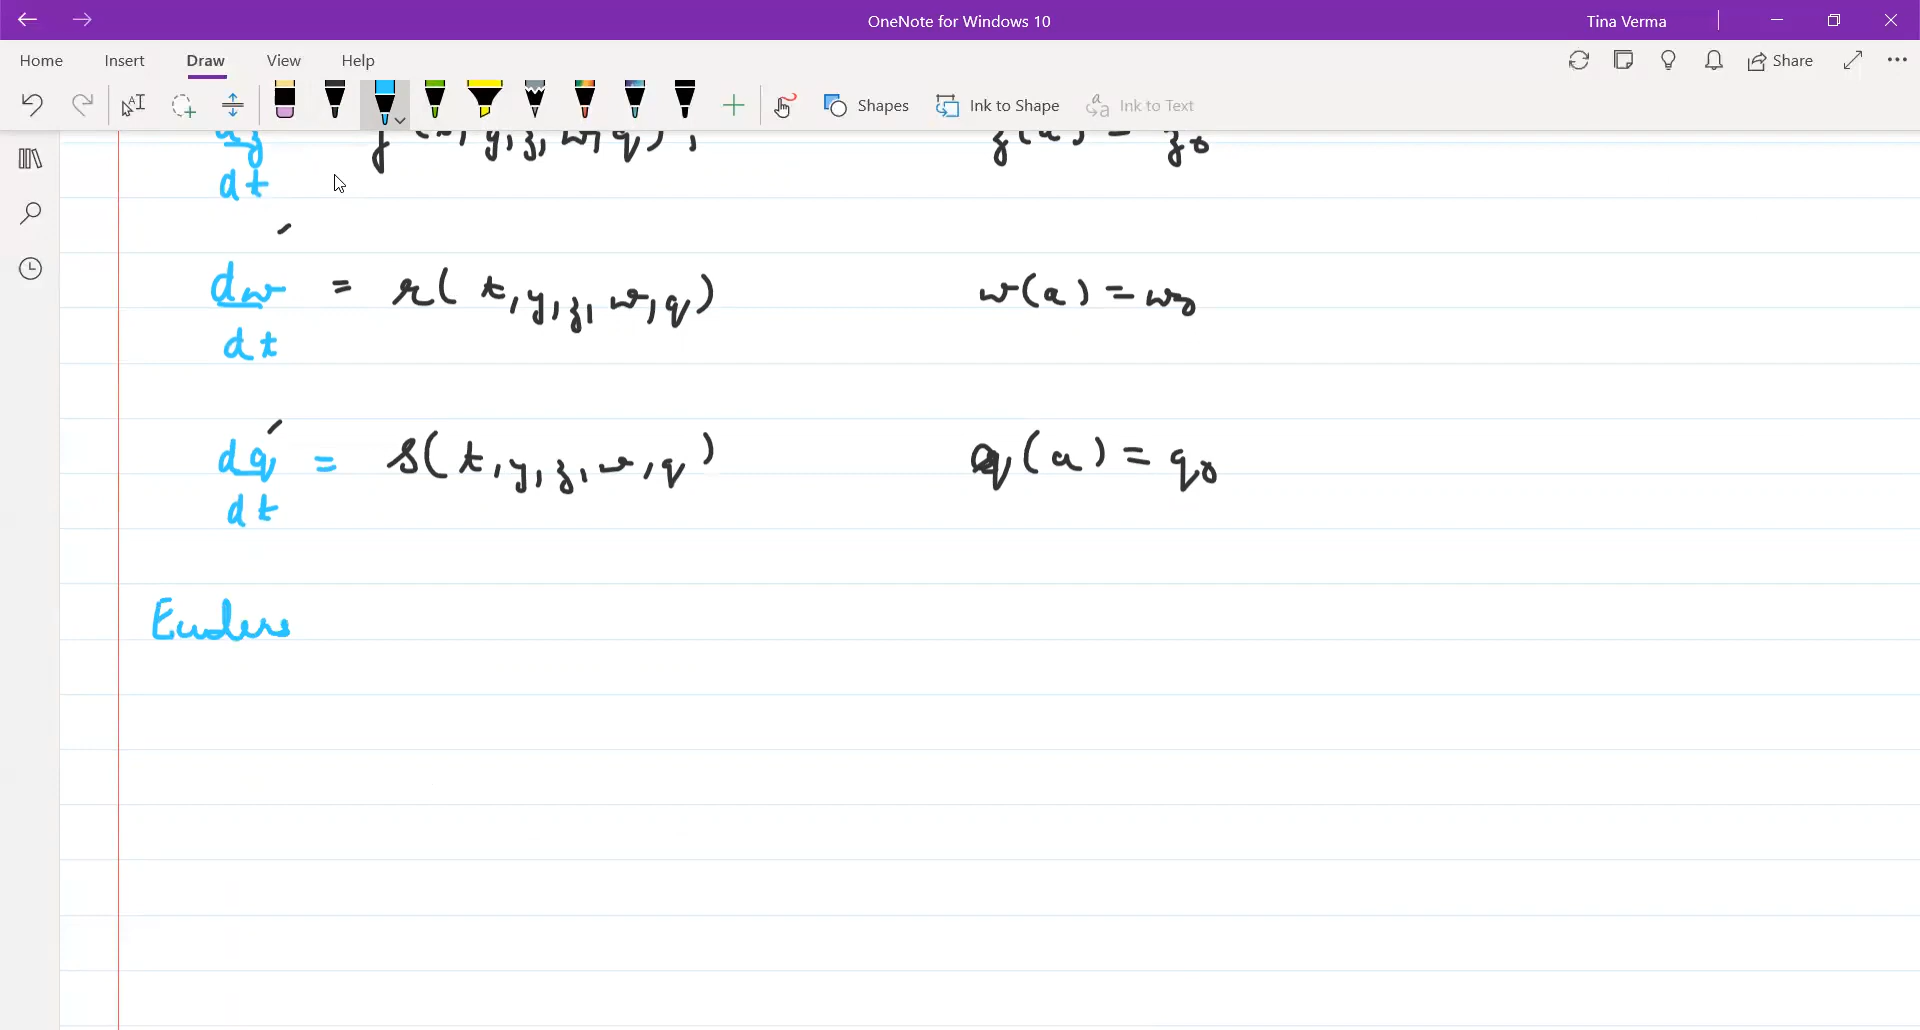 OneNote for Windows 10
Tina Verma
Home Insert Draw View Help
Share
Shapes Ink to Shape Ink to Text
dt
dw = r( t, y, z, w, q) w(a) = w0
dt
dq = s( t, y, z, w, q ) q(a) = q0
dt
Eulers